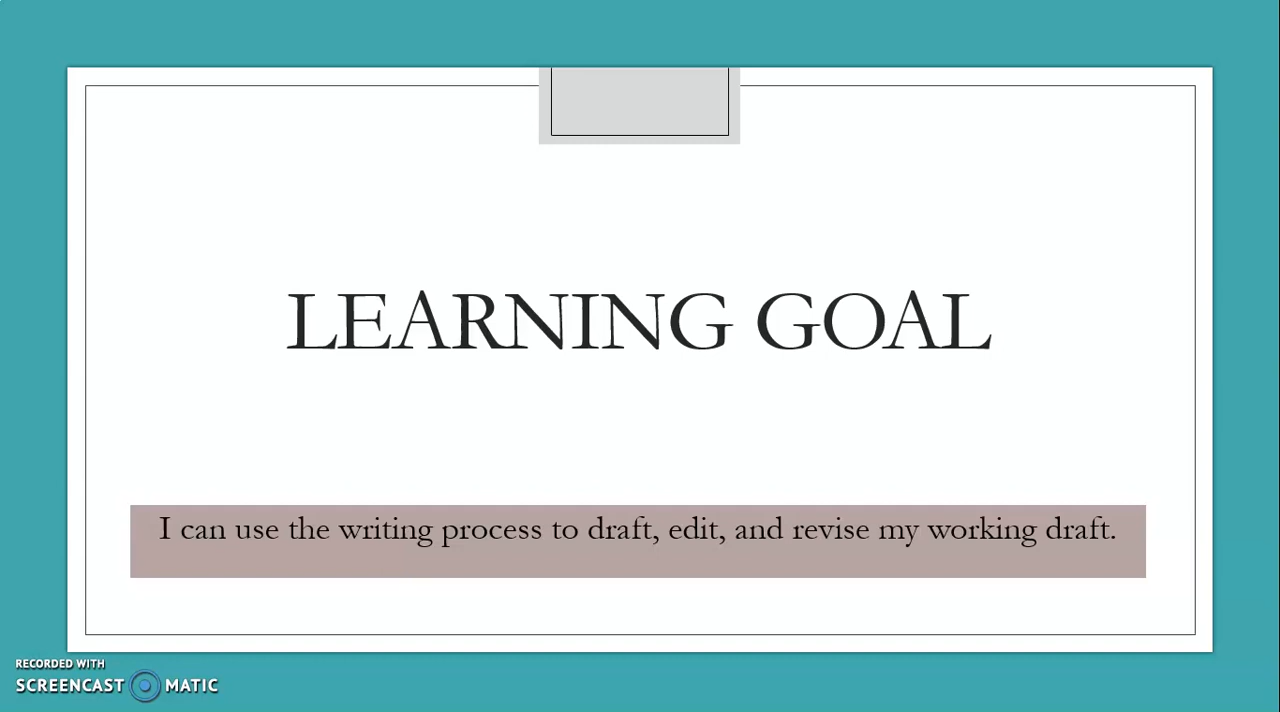 LEARNING GOAL
I can use the writing process to draft, edit, and revise my working draft.
RECORDED WITH
SCREENCAST MATIC